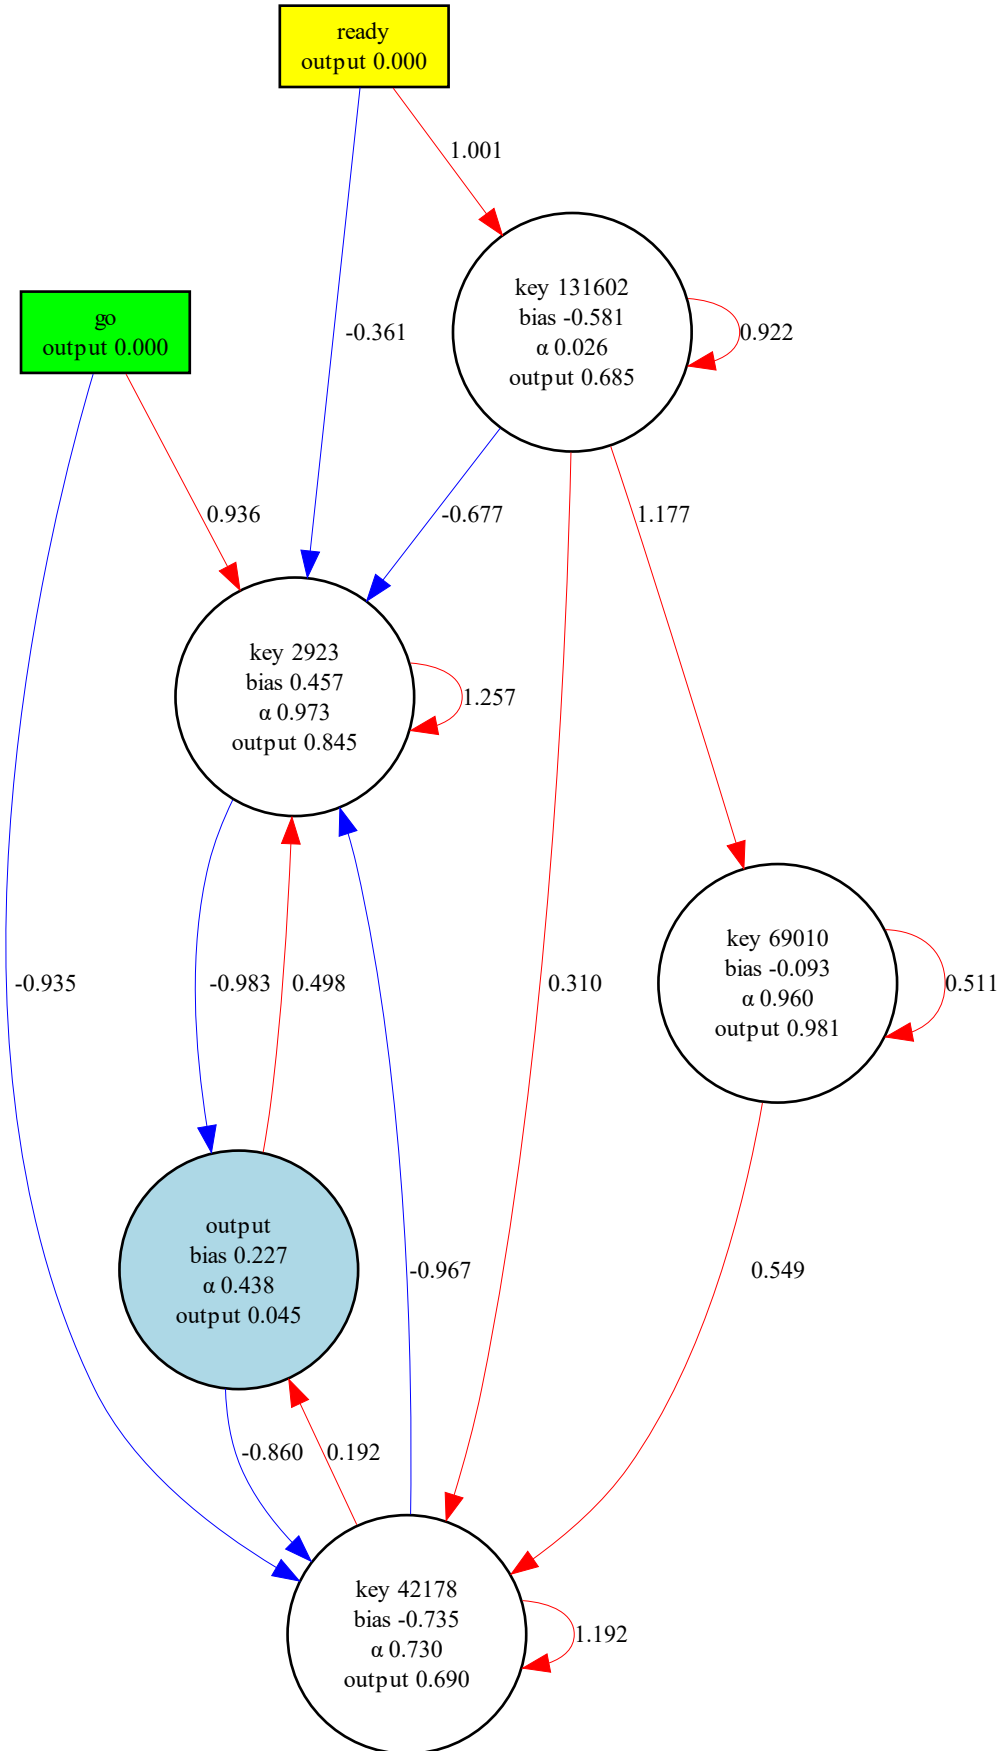 ready
output 0.000
1.001
go
output 0.000
-0.361
key 131602
bias -0.581
α 0.026
output 0.685
0.922
0.936
-0.677
1.177
key 2923
bias 0.457
α 0.973
output 0.845
1.257
-0.935
-0.983
0.498
0.310
key 69010
bias -0.093
α 0.960
output 0.981
0.511
output
bias 0.227
α 0.438
output 0.045
-0.967
0.549
-0.860
0.192
key 42178
bias -0.735
α 0.730
output 0.690
1.192